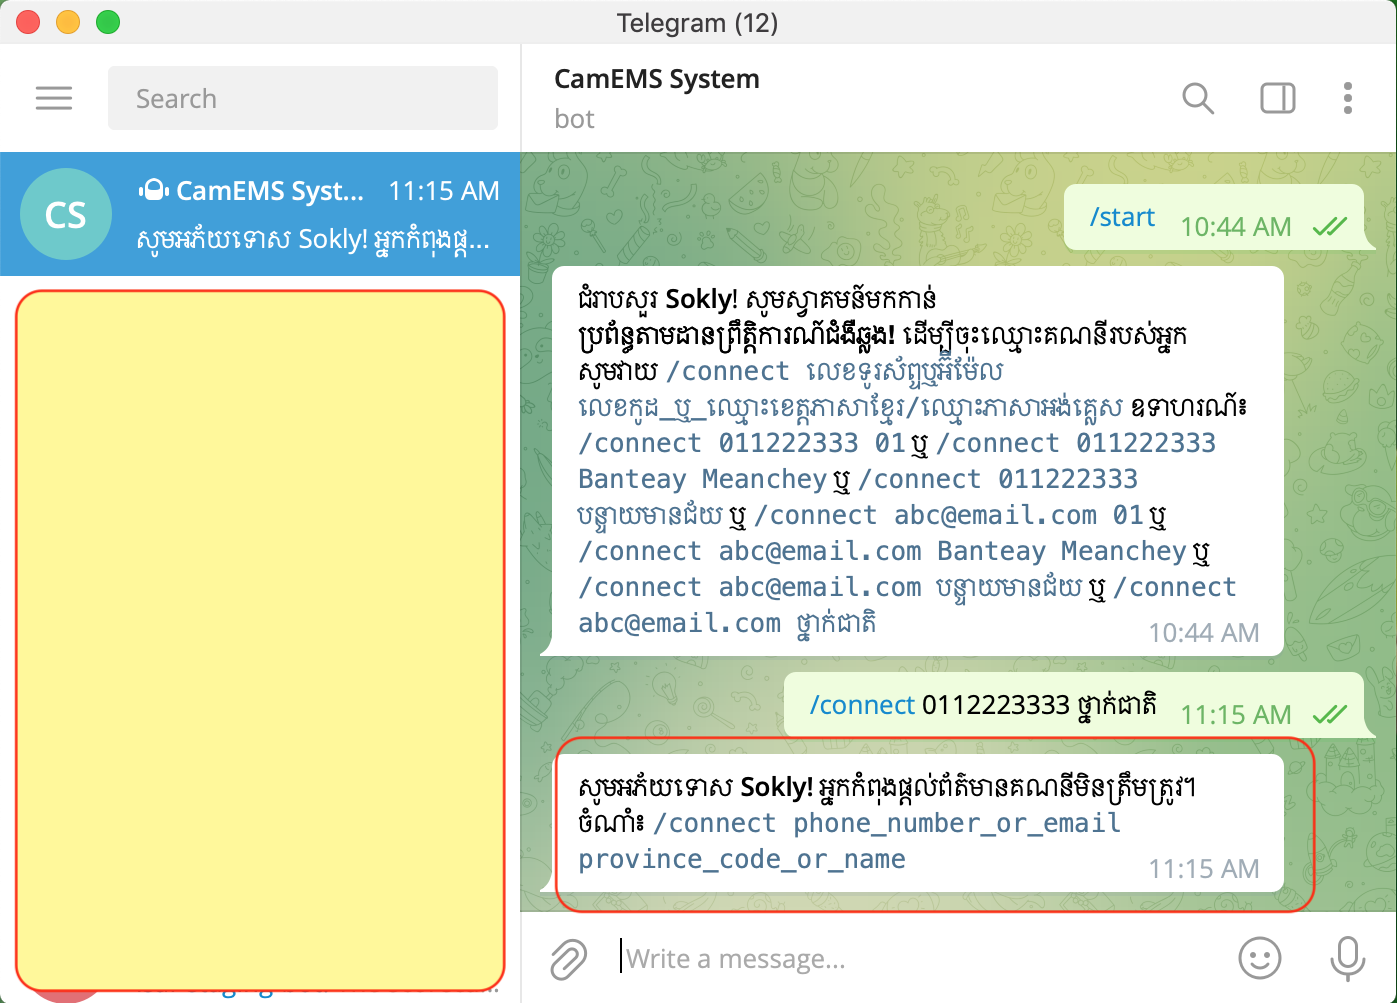 Telegram (12)
Search
CamEMS System
bot
CS
CamEMS Syst... 11:15 AM
សូមអភ័យទោស Sokly! អ្នកកំពុងផ្ត...
/start 10:44 AM
ជំរាបសួរ Sokly! សូមស្វាគមន៍មកកាន់
ប្រព័ន្ធតាមដានព្រឹត្តិការណ៍ជំងឺឆ្លង! ដើម្បីចុះឈ្មោះគណនីរបស់អ្នក
សូមវាយ /connect លេខទូរស័ព្ទឬអ៊ីម៉ែល
លេខកូដ_ឬ_ឈ្មោះខេត្តភាសាខ្មែរ/ឈ្មោះភាសាអង់គ្លេស ឧទាហរណ៍៖
/connect 011222333 01 ឬ /connect 011222333
Banteay Meanchey ឬ /connect 011222333
បន្ទាយមានជ័យ ឬ /connect abc@email.com 01 ឬ
/connect abc@email.com Banteay Meanchey ឬ
/connect abc@email.com បន្ទាយមានជ័យ ឬ /connect
abc@email.com ថ្នាក់ជាតិ
10:44 AM
/connect 0112223333 ថ្នាក់ជាតិ 11:15 AM
សូមអភ័យទោស Sokly! អ្នកកំពុងផ្តល់ព័ត៌មានគណនីមិនត្រឹមត្រូវ។
ចំណាំ៖ /connect phone_number_or_email
province_code_or_name
11:15 AM
Write a message...